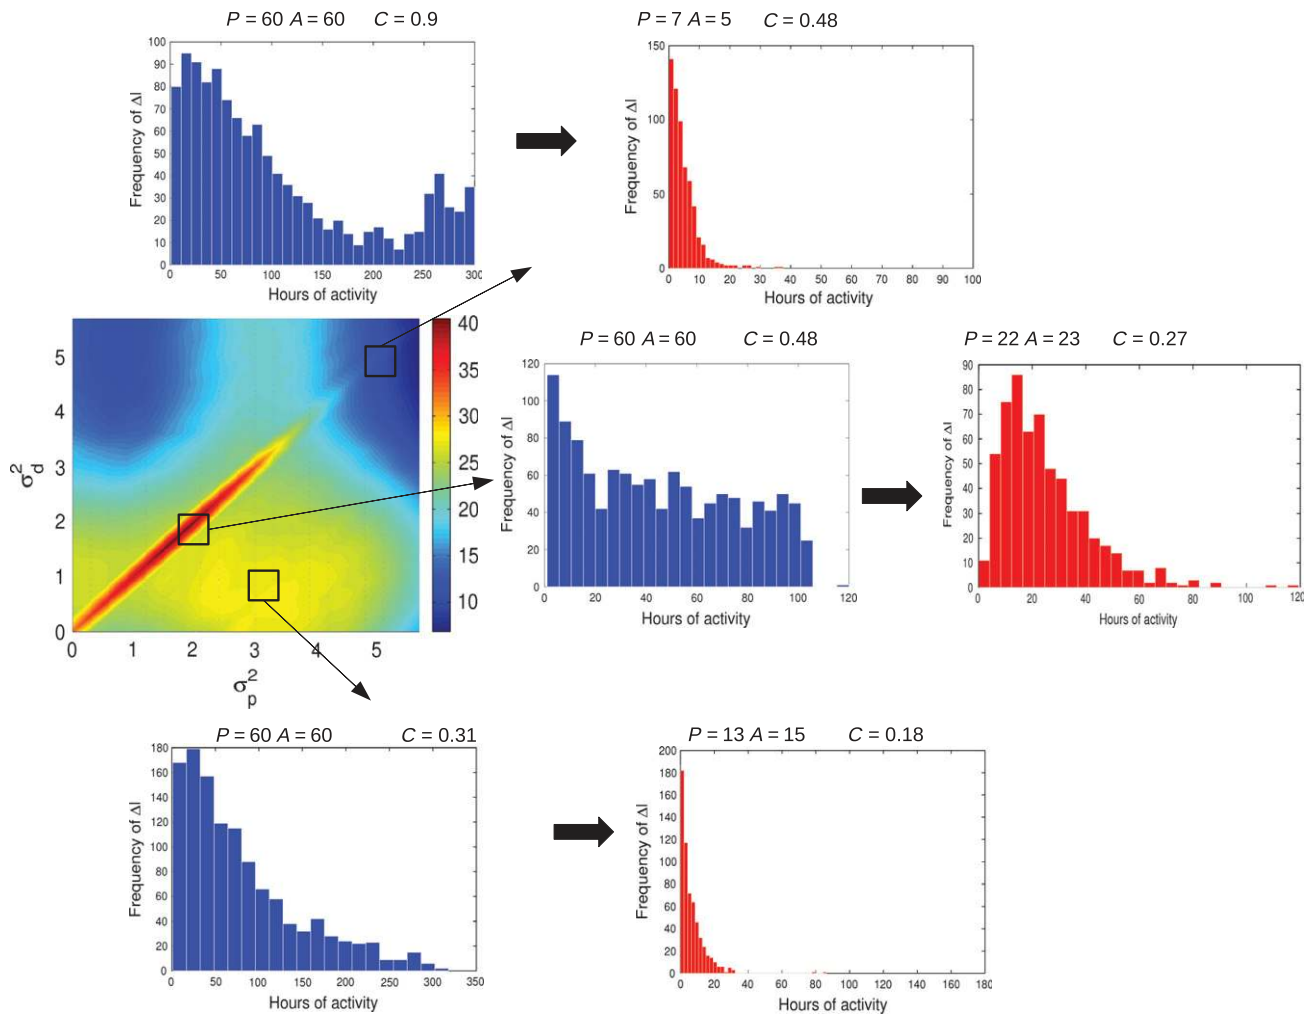 P = 60 A = 60 C = 0.9
100
90
80
70
60
50
40
30
20
10
0
Frequency of ΔI
0 50 100 150 200 250 300
Hours of activity
P = 7 A = 5 C = 0.48
150
100
50
0
Frequency of ΔI
0 10 20 30 40 50 60 70 80 90 100
Hours of activity
5
4
3
2
1
0
σ²d
0 1 2 3 4 5
σ²p
40
35
30
25
20
15
10
P = 60 A = 60 C = 0.48
120
100
80
60
40
20
0
Frequency of ΔI
0 20 40 60 80 100 120
Hours of activity
P = 22 A = 23 C = 0.27
90
80
70
60
50
40
30
20
10
0
Frequency of ΔI
0 20 40 60 80 100 120
Hours of activity
P = 60 A = 60 C = 0.31
180
160
140
120
100
80
60
40
20
0
Frequency of ΔI
0 50 100 150 200 250 300 350
Hours of activity
P = 13 A = 15 C = 0.18
200
180
160
140
120
100
80
60
40
20
0
Frequency of ΔI
0 20 40 60 80 100 120 140 160 180
Hours of activity